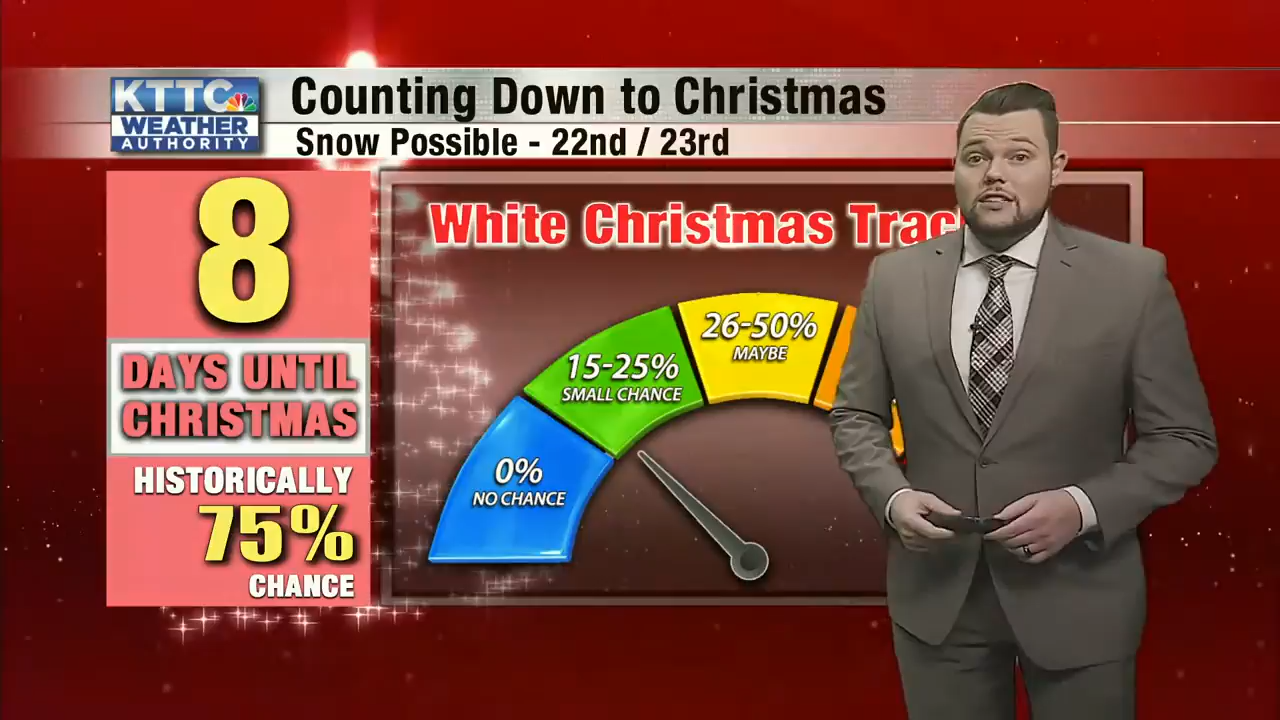 KTTC
WEATHER
AUTHORITY
Counting Down to Christmas
Snow Possible - 22nd / 23rd
8
DAYS UNTIL
CHRISTMAS
HISTORICALLY
75%
CHANCE
White Christmas Trac
0%
NO CHANCE
15-25%
SMALL CHANCE
26-50%
MAYBE